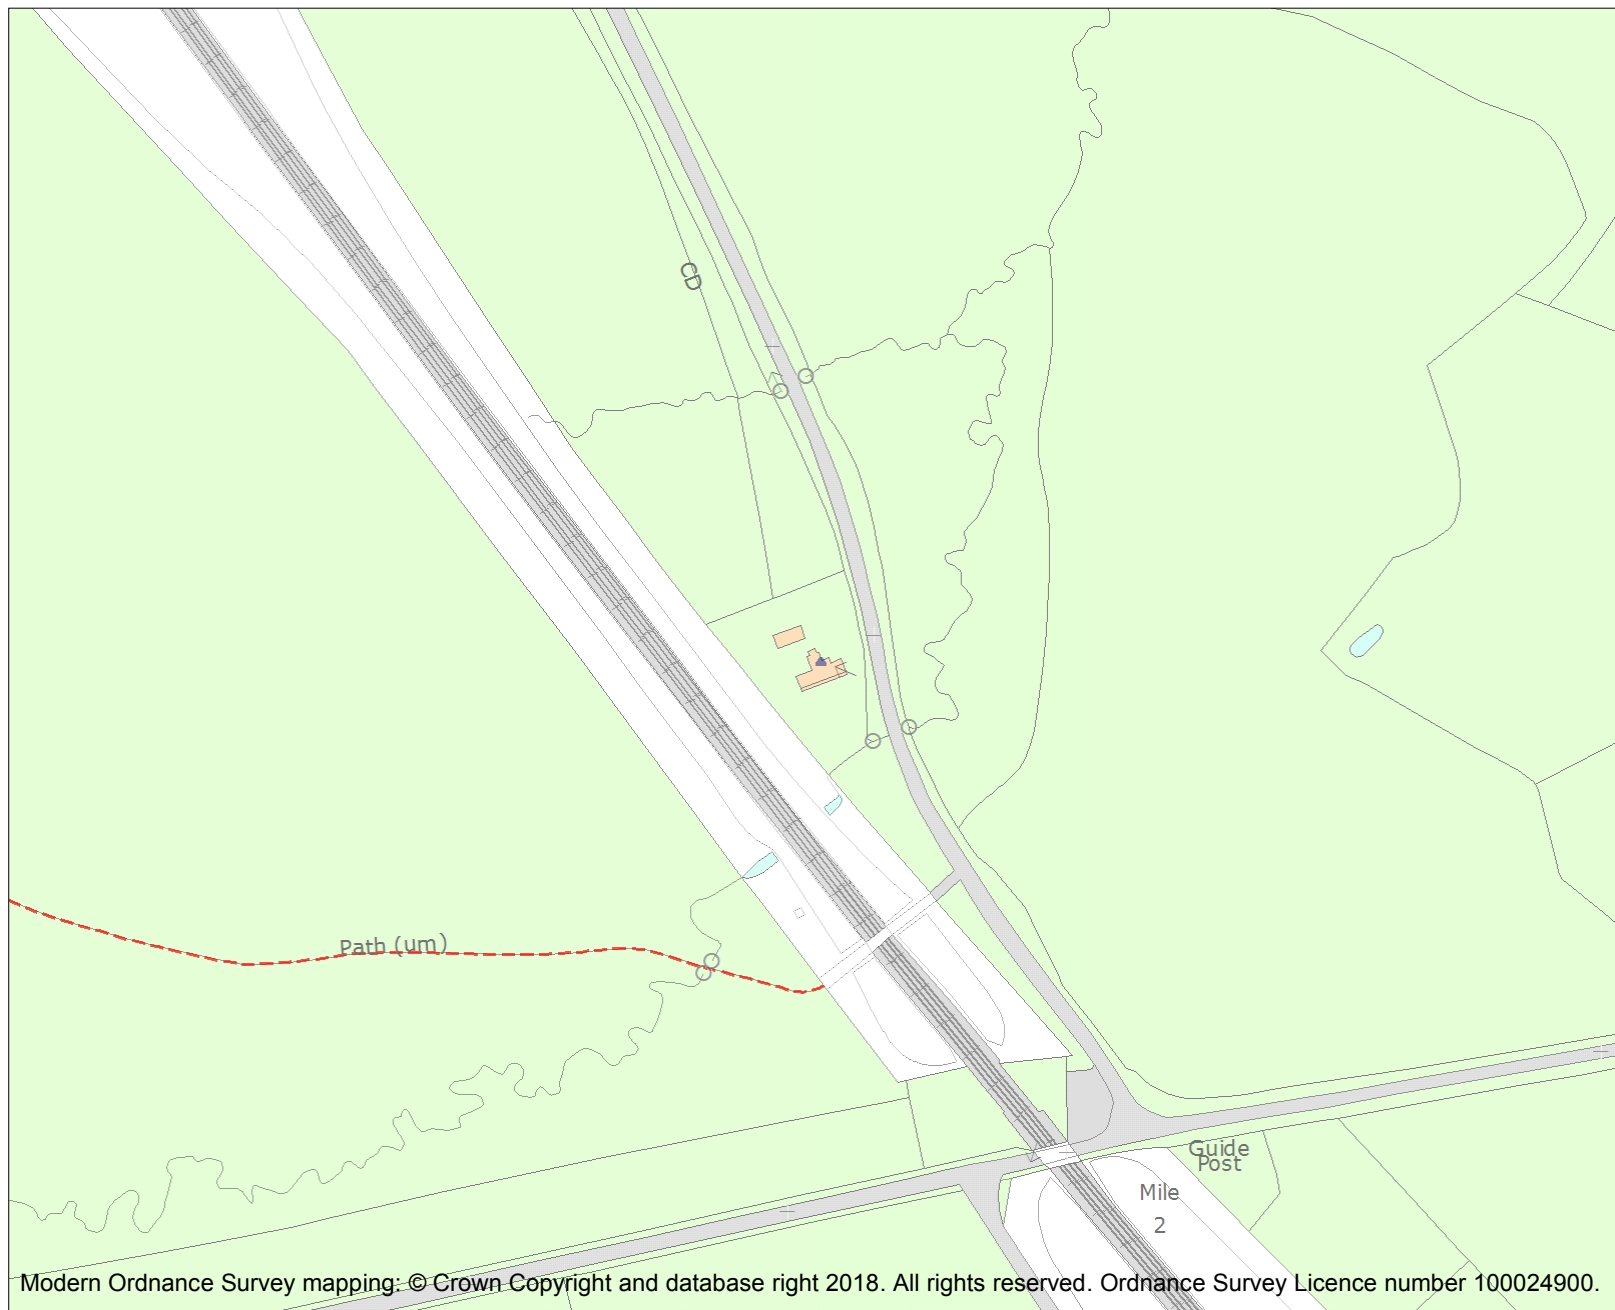 CD
Path (um)
Guide
Post
Mile
2
Modern Ordnance Survey mapping: © Crown Copyright and database right 2018. All rights reserved. Ordnance Survey Licence number 100024900.